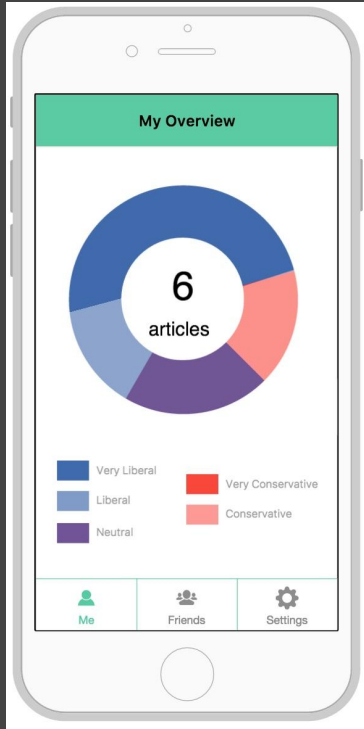 My Overview
6
articles
Very Liberal
Liberal
Neutral
Very Conservative
Conservative
Me
Friends
Settings